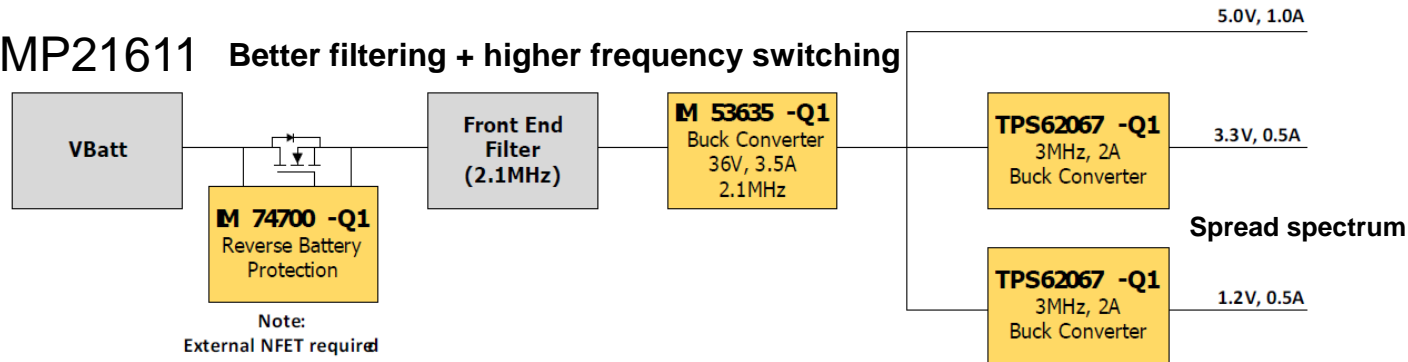 5.0V, 1.0A
MP21611 Better filtering + higher frequency switching
VBatt
Front End
Filter
(2.1MHz)
LM 53635 -Q1
Buck Converter
36V, 3.5A
2.1MHz
TPS62067 -Q1
3MHz, 2A
Buck Converter
3.3V, 0.5A
LM 74700 -Q1
Reverse Battery
Protection
Spread spectrum
TPS62067 -Q1
3MHz, 2A
Buck Converter
1.2V, 0.5A
Note:
External NFET required